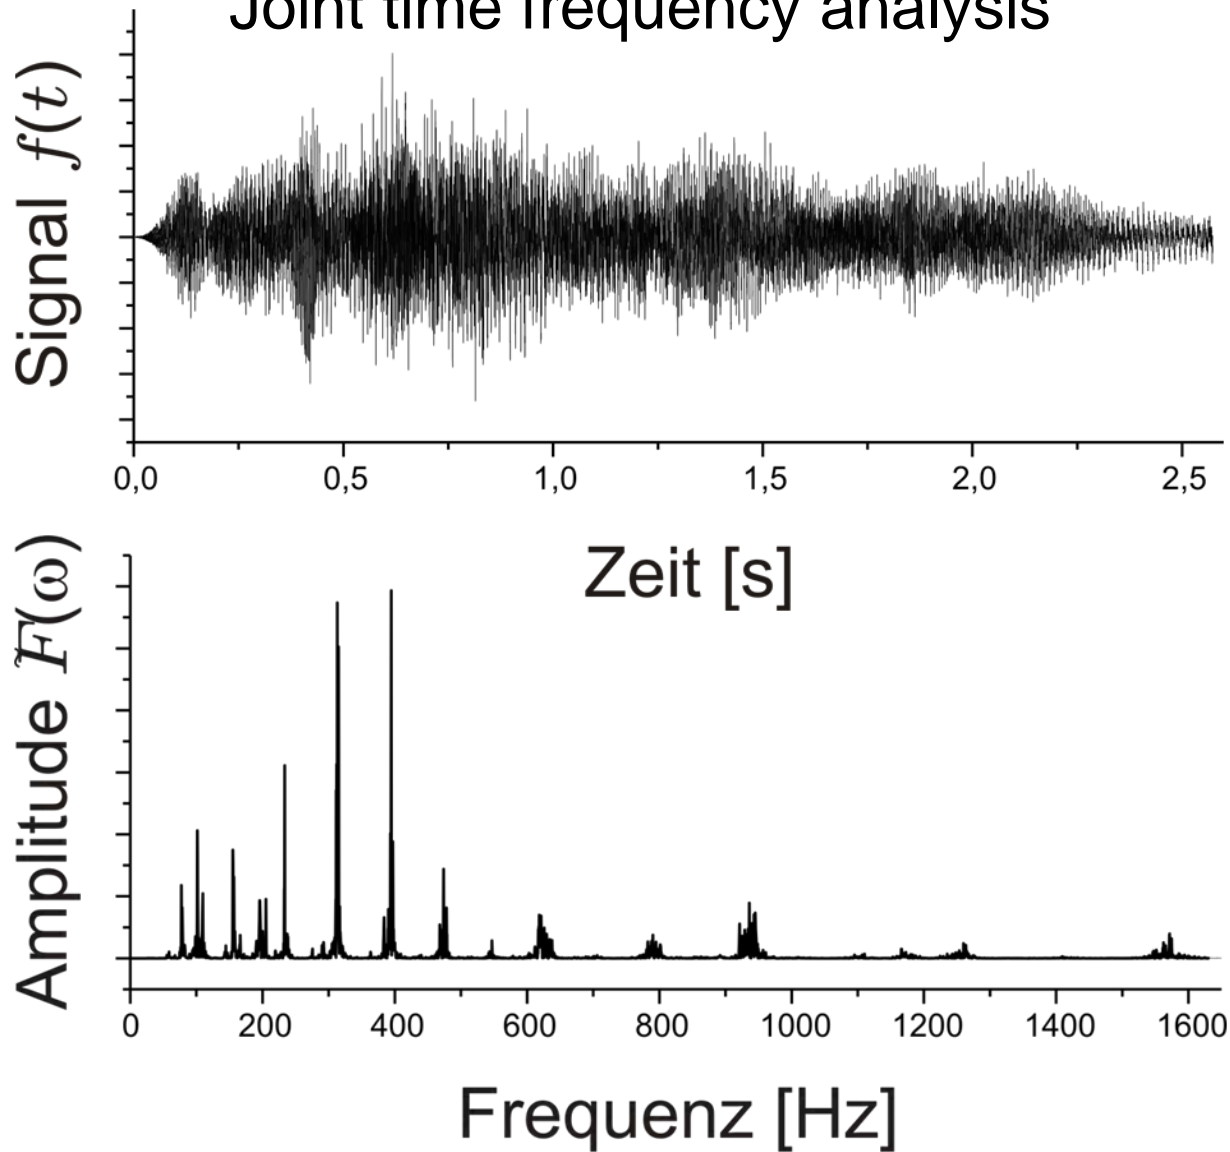 Joint time frequency analysis
Signal f(t)
0,0 0,5 1,0 1,5 2,0 2,5
Zeit [s]
Amplitude F̃(ω)
0 200 400 600 800 1000 1200 1400 1600
Frequenz [Hz]